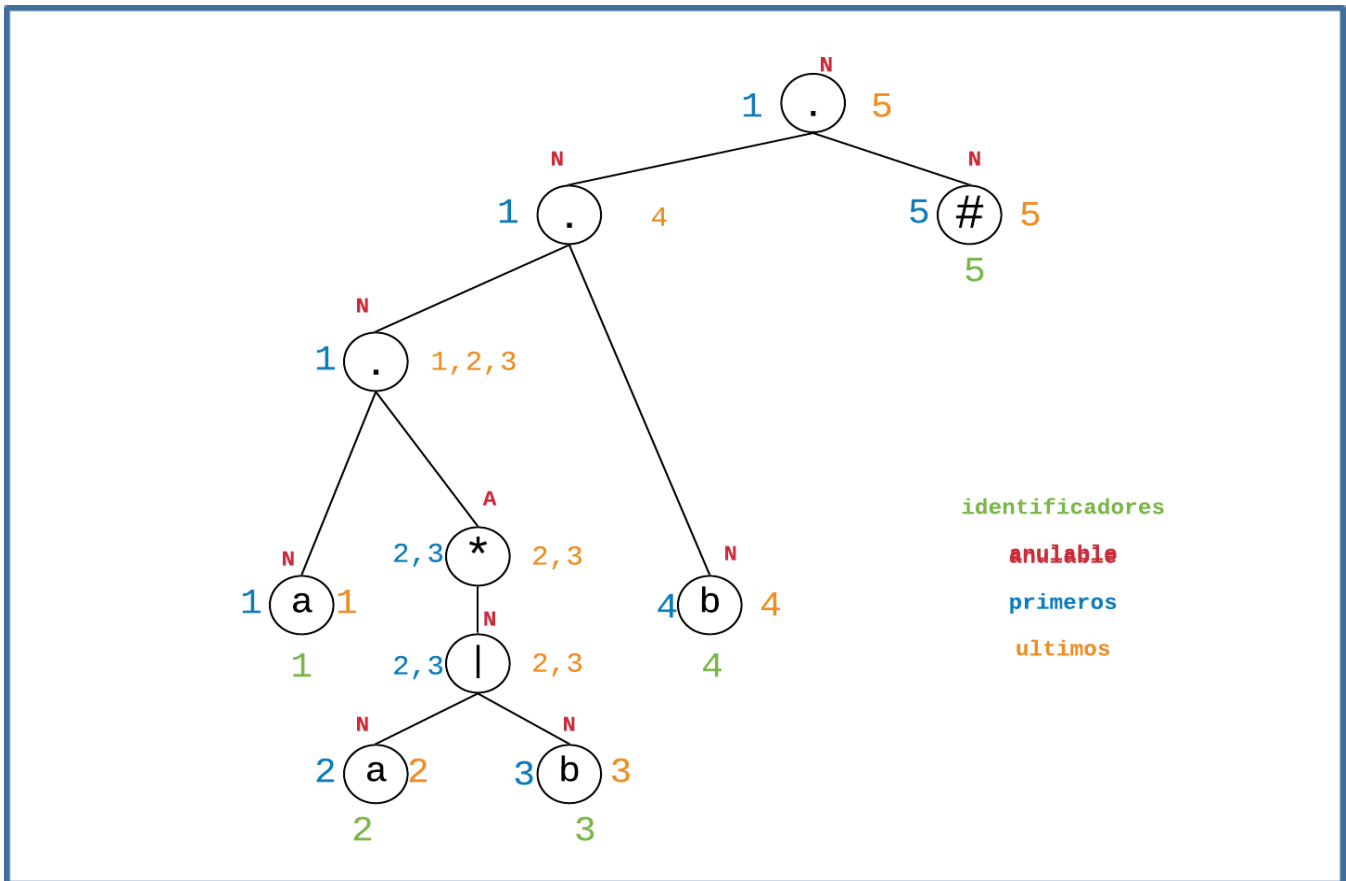 N
1 . 5
N N
1 . 4 5 # 5
5
N
1 . 1,2,3
A
identificadores
2,3 * 2,3 anulable
N N
1 a 1 4 b 4 primeros
N
2,3 | 2,3 ultimos
1 4
N N
2 a 2 3 b 3
2 3